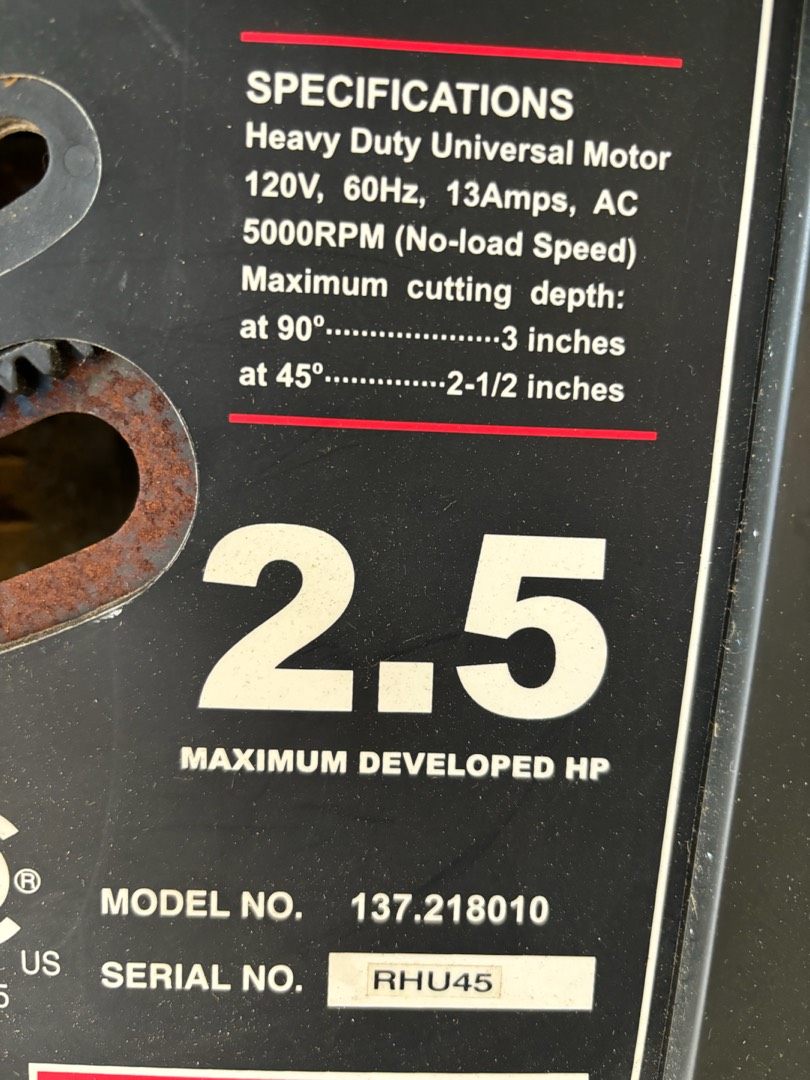 SPECIFICATIONS
Heavy Duty Universal Motor
120V, 60Hz, 13Amps, AC
5000RPM (No-load Speed)
Maximum cutting depth:
at 90º····················3 inches
at 45º··············2-1/2 inches
2.5
MAXIMUM DEVELOPED HP
®
MODEL NO. 137.218010
US
SERIAL NO. RHU45
5